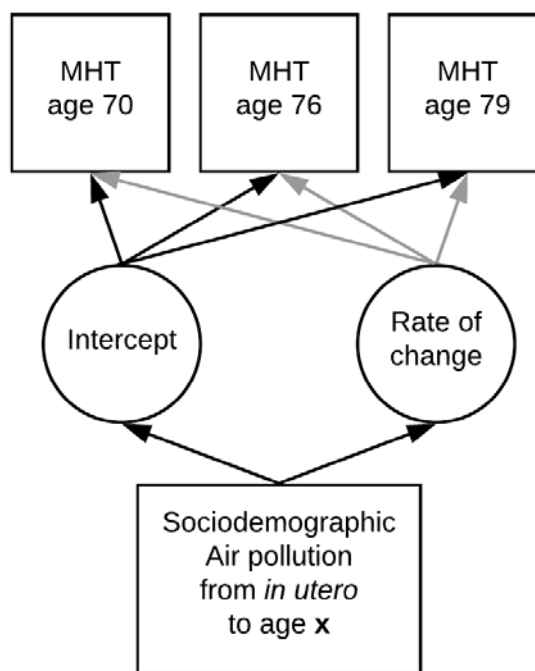 MHT
age 70
MHT
age 76
MHT
age 79
Intercept
Rate of
change
Sociodemographic
Air pollution
from in utero
to age x